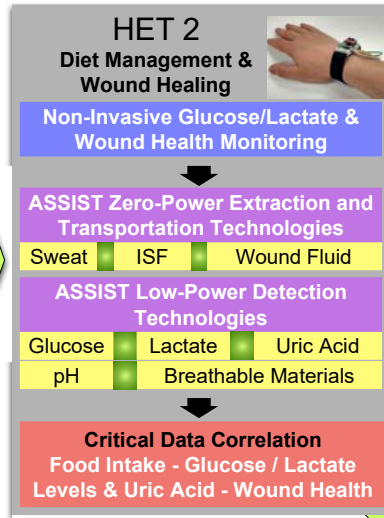 HET 2
Diet Management &
Wound Healing
Non-Invasive Glucose/Lactate &
Wound Health Monitoring
ASSIST Zero-Power Extraction and
Transportation Technologies
Sweat ISF Wound Fluid
ASSIST Low-Power Detection
Technologies
Glucose Lactate Uric Acid
pH Breathable Materials
Critical Data Correlation
Food Intake - Glucose / Lactate
Levels & Uric Acid - Wound Health